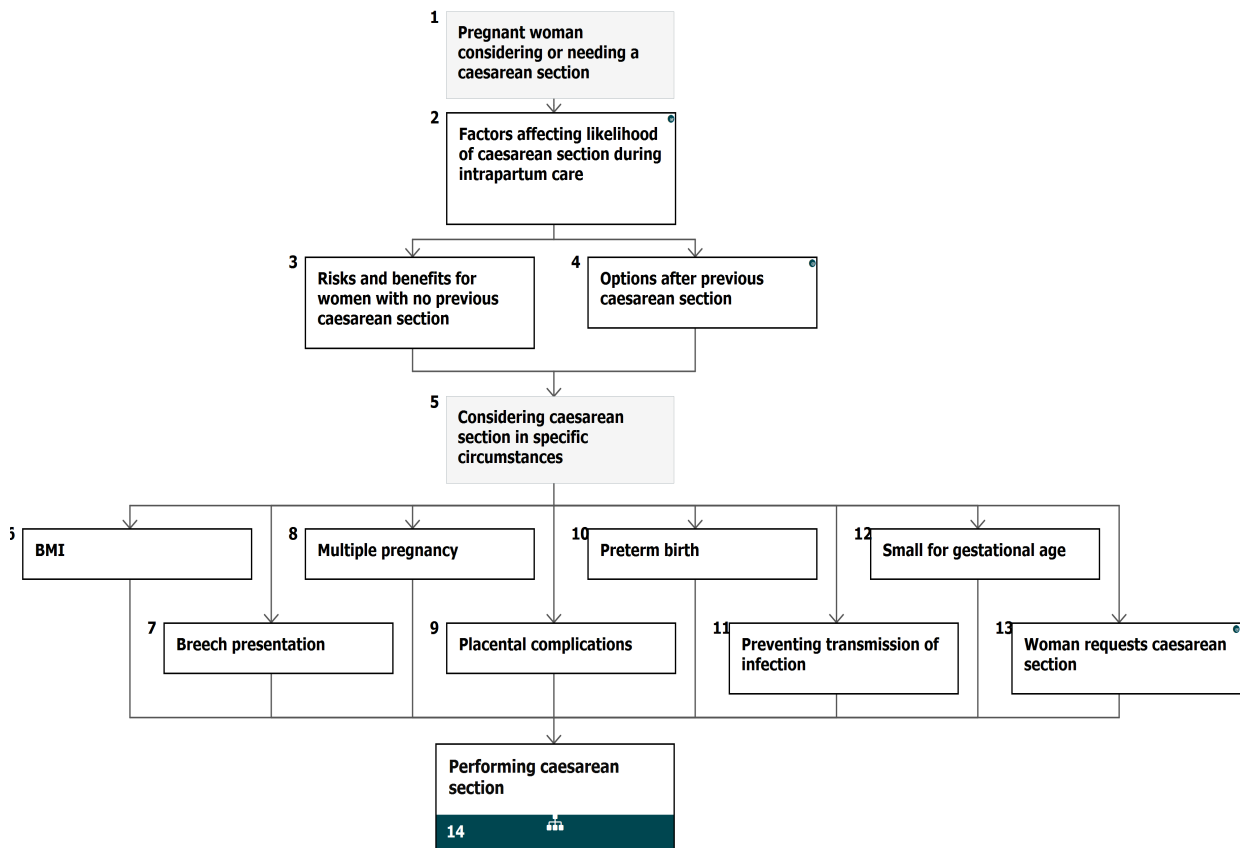 1
Pregnant woman
considering or needing a
caesarean section
2
Factors affecting likelihood
of caesarean section during
intrapartum care
3
Risks and benefits for
women with no previous
caesarean section
4
Options after previous
caesarean section
5
Considering caesarean
section in specific
circumstances
BMI
7
Breech presentation
8
Multiple pregnancy
9
Placental complications
10
Preterm birth
11
Preventing transmission of
infection
12
Small for gestational age
13
Woman requests caesarean
section
Performing caesarean
section
14